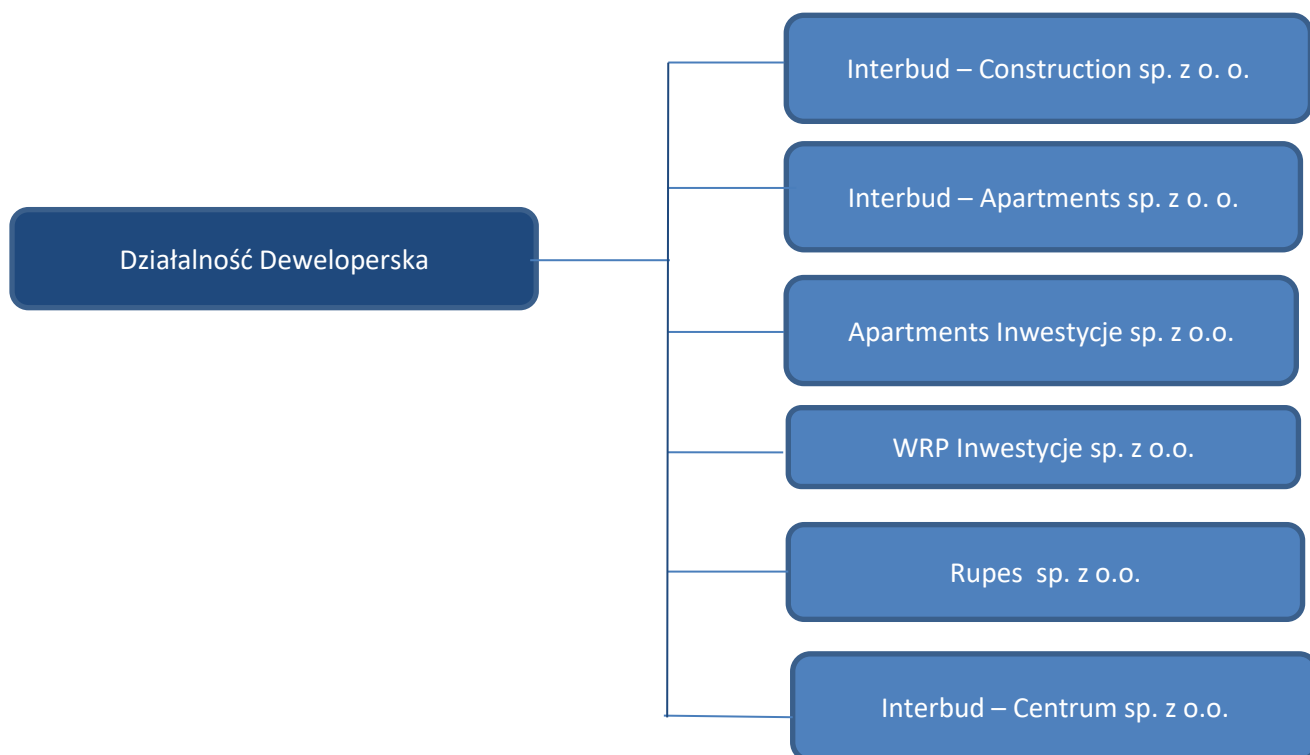 Interbud – Construction sp. z o. o.
Interbud – Apartments sp. z o. o.
Działalność Deweloperska
Apartments Inwestycje sp. z o.o.
WRP Inwestycje sp. z o.o.
Rupes  sp. z o.o.
Interbud – Centrum sp. z o.o.